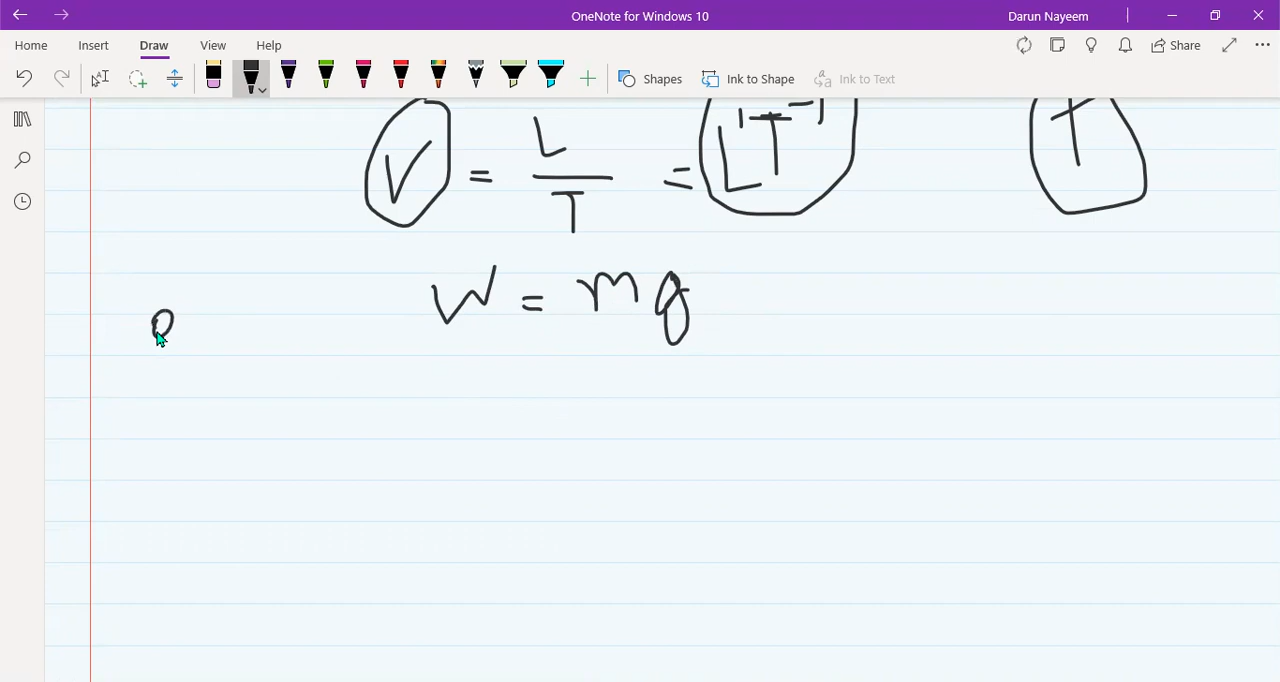 OneNote for Windows 10
Darun Nayeem
Home Insert Draw View Help
Share
Shapes Ink to Shape Ink to Text
V = L/T = L¹T⁻¹ T
W = mg